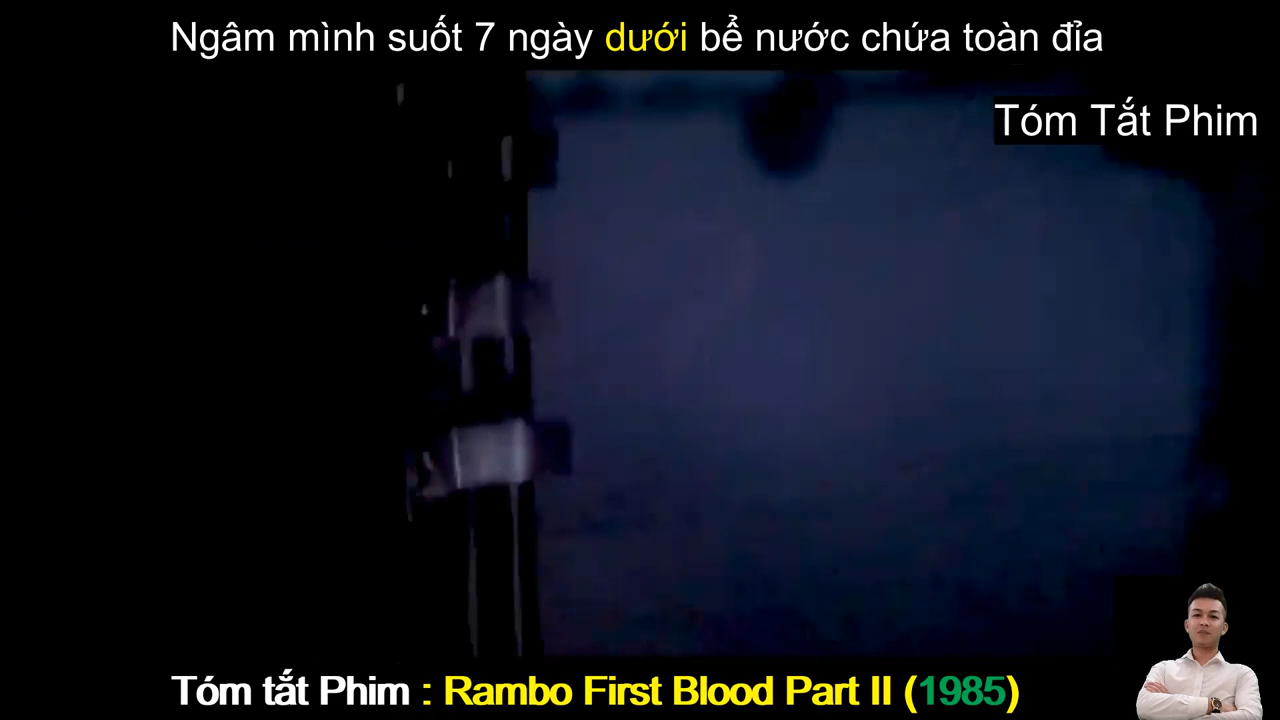 Ngâm mình suốt 7 ngày dưới bể nước chứa toàn đỉa
Tóm Tắt Phim
Tóm tắt Phim : Rambo First Blood Part II (1985)